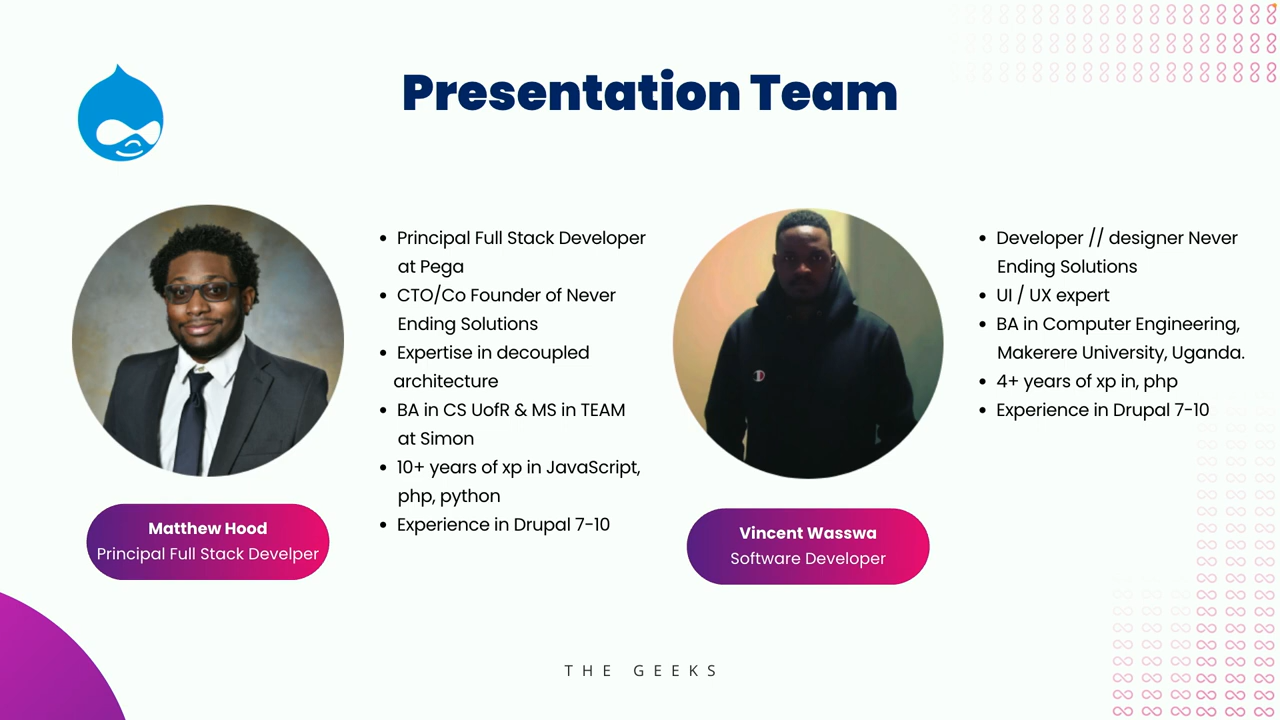 Presentation Team
Principal Full Stack Developer
at Pega
CTO/Co Founder of Never
Ending Solutions
Expertise in decoupled
architecture
BA in CS UofR & MS in TEAM
at Simon
10+ years of xp in JavaScript,
php, python
Experience in Drupal 7-10
Matthew Hood
Principal Full Stack Develper
Developer // designer Never
Ending Solutions
UI / UX expert
BA in Computer Engineering,
Makerere University, Uganda.
4+ years of xp in, php
Experience in Drupal 7-10
Vincent Wasswa
Software Developer
THE GEEKS